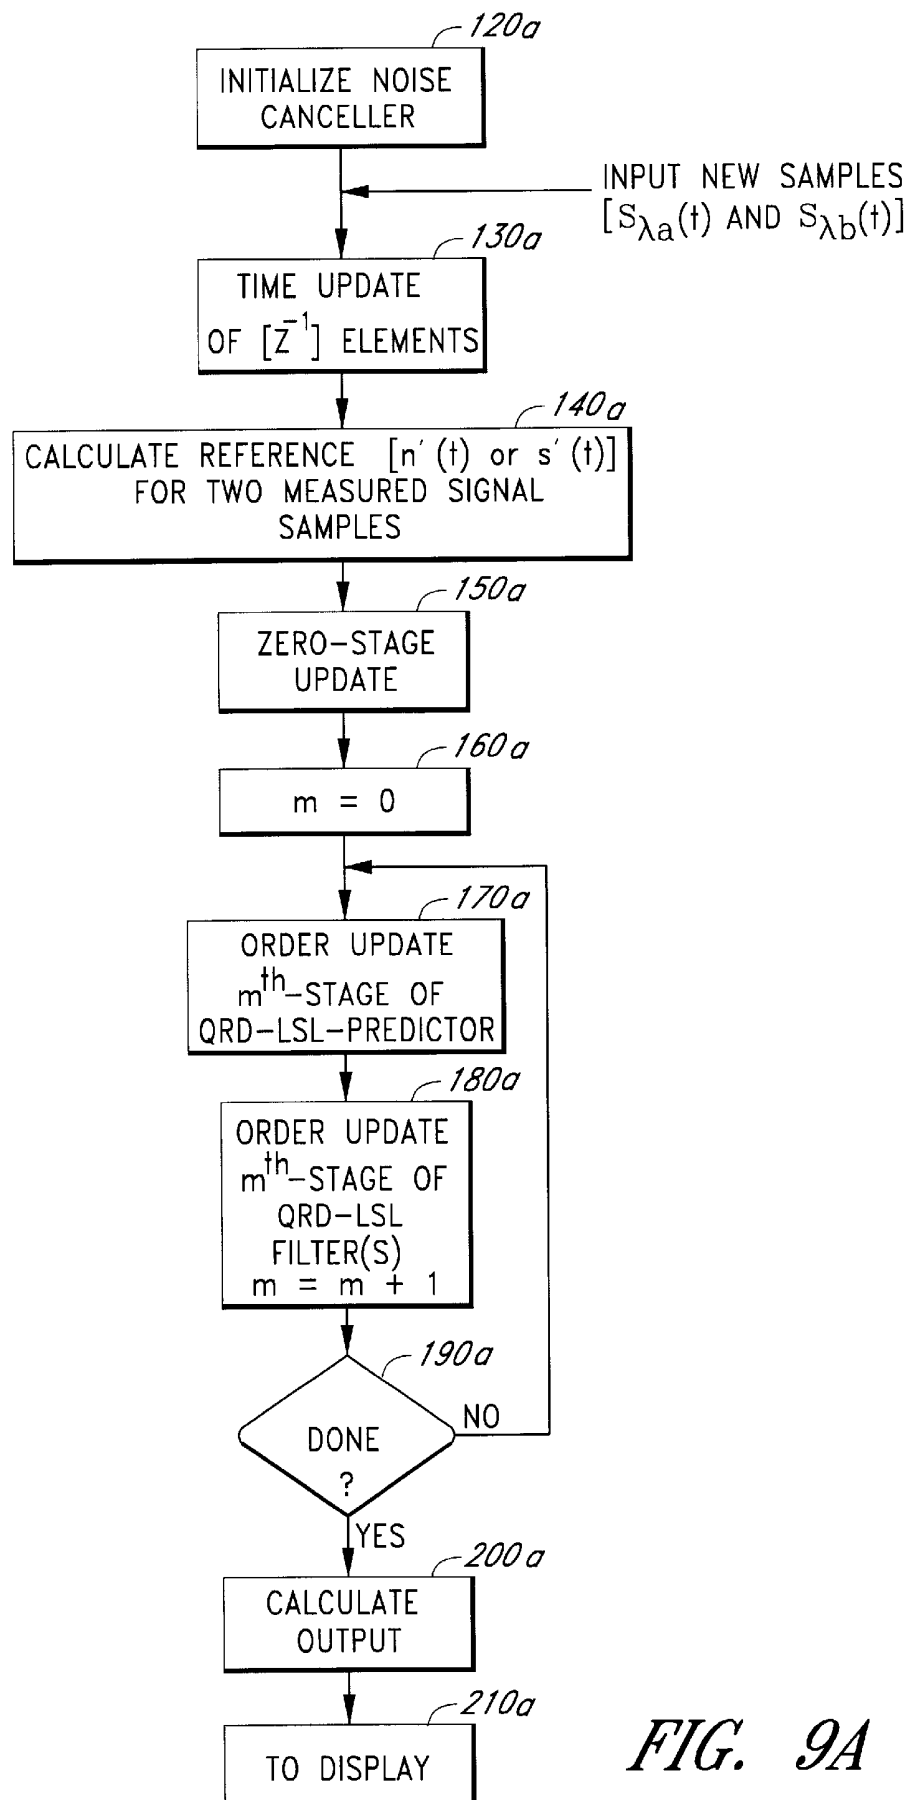 120a
INITIALIZE NOISE
CANCELLER
INPUT NEW SAMPLES
[Sλa(t) AND Sλb(t)]
130a
TIME UPDATE
OF [Z⁻¹] ELEMENTS
140a
CALCULATE REFERENCE [n′(t) or s′(t)]
FOR TWO MEASURED SIGNAL
SAMPLES
150a
ZERO-STAGE
UPDATE
160a
m = 0
170a
ORDER UPDATE
mth-STAGE OF
QRD-LSL-PREDICTOR
180a
ORDER UPDATE
mth-STAGE OF
QRD-LSL
FILTER(S)
m = m + 1
190a
DONE
?
NO
YES
200a
CALCULATE
OUTPUT
210a
TO DISPLAY
FIG. 9A